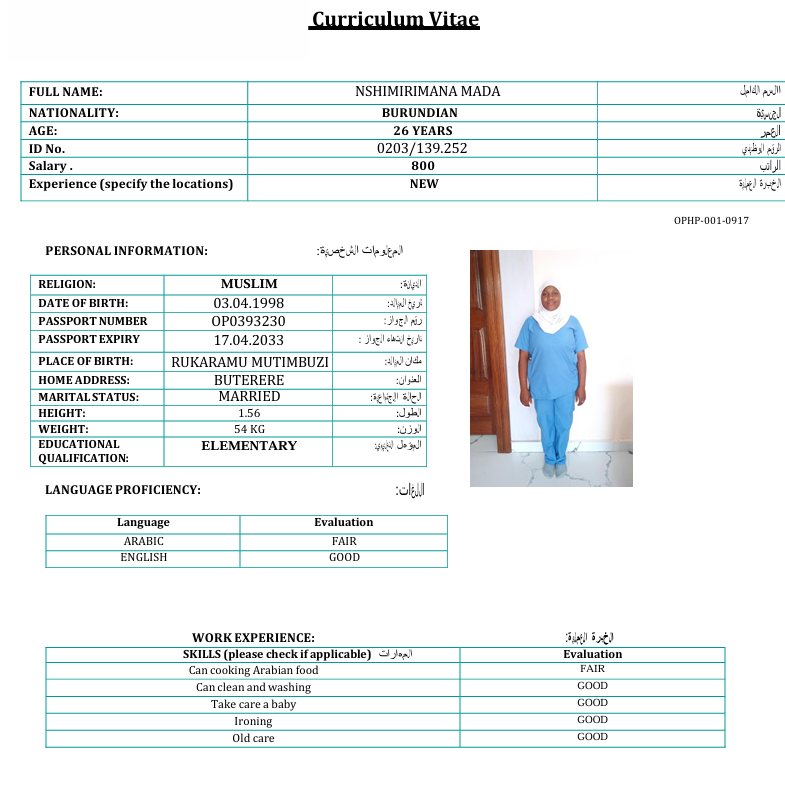 Curriculum Vitae
FULL NAME: NSHIMIRIMANA MADA الاسم الكامل
NATIONALITY: BURUNDIAN الجنسية
AGE: 26 YEARS العمر
ID No. 0203/139.252 الرقم الوظيفي
Salary . 800 الراتب
Experience (specify the locations) NEW الخبرة العملية
OPHP-001-0917
PERSONAL INFORMATION: المعلومات الشخصية:
RELIGION: MUSLIM الديانة:
DATE OF BIRTH: 03.04.1998 تاريخ الميلاد:
PASSPORT NUMBER OP0393230 رقم الجواز:
PASSPORT EXPIRY 17.04.2033 تاريخ انتهاء الجواز :
PLACE OF BIRTH: RUKARAMU MUTIMBUZI مكان الميلاد:
HOME ADDRESS: BUTERERE العنوان:
MARITAL STATUS: MARRIED الحالة الاجتماعية:
HEIGHT: 1.56 الطول:
WEIGHT: 54 KG الوزن:
EDUCATIONAL QUALIFICATION: ELEMENTARY المؤهل التعليمي:
LANGUAGE PROFICIENCY: اللغات:
Language Evaluation
ARABIC FAIR
ENGLISH GOOD
WORK EXPERIENCE: الخبرة العملية:
SKILLS (please check if applicable) المهارات Evaluation
Can cooking Arabian food FAIR
Can clean and washing GOOD
Take care a baby GOOD
Ironing GOOD
Old care GOOD